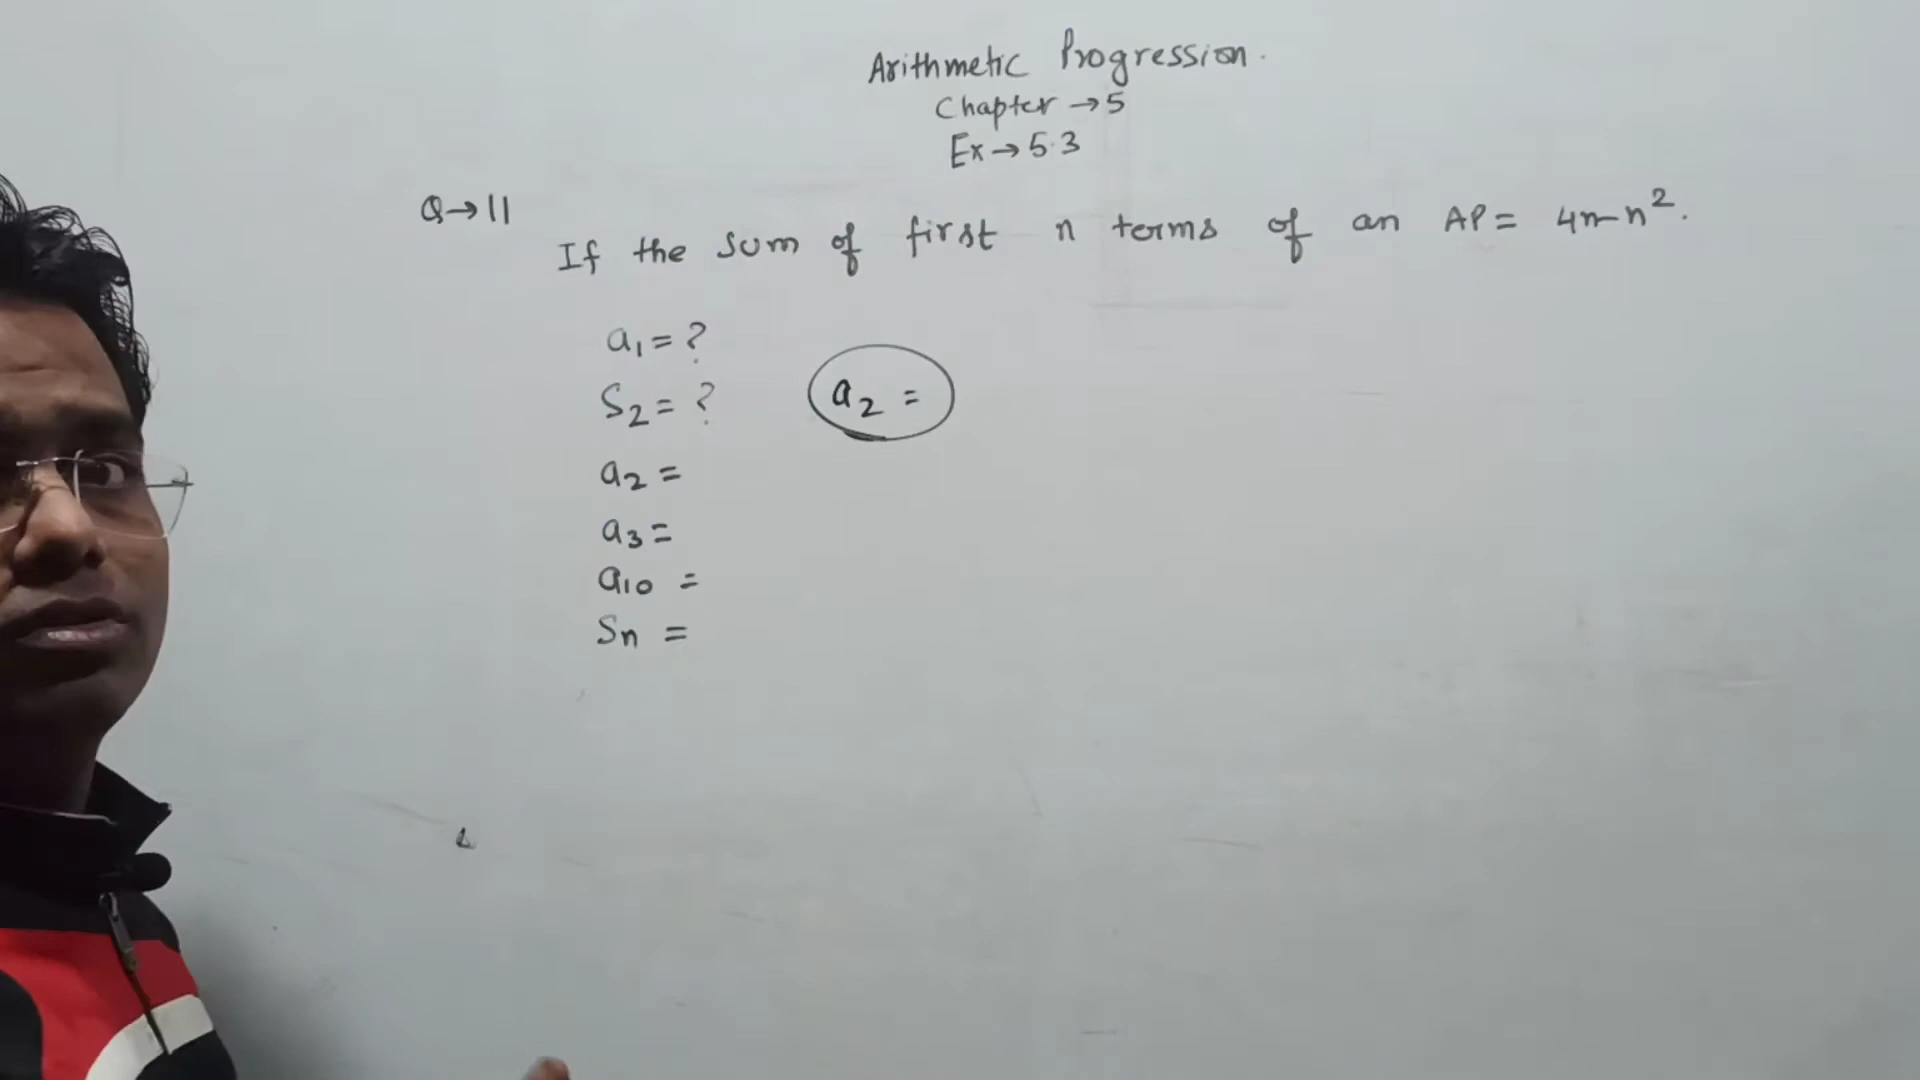 Arithmetic Progression.
Chapter → 5
Ex → 5.3
Q → 11
If the sum of first n terms of an AP = 4n-n².
a₁ = ?
S₂ = ?
a₂ =
a₂ =
a₃ =
a₁₀ =
Sn =